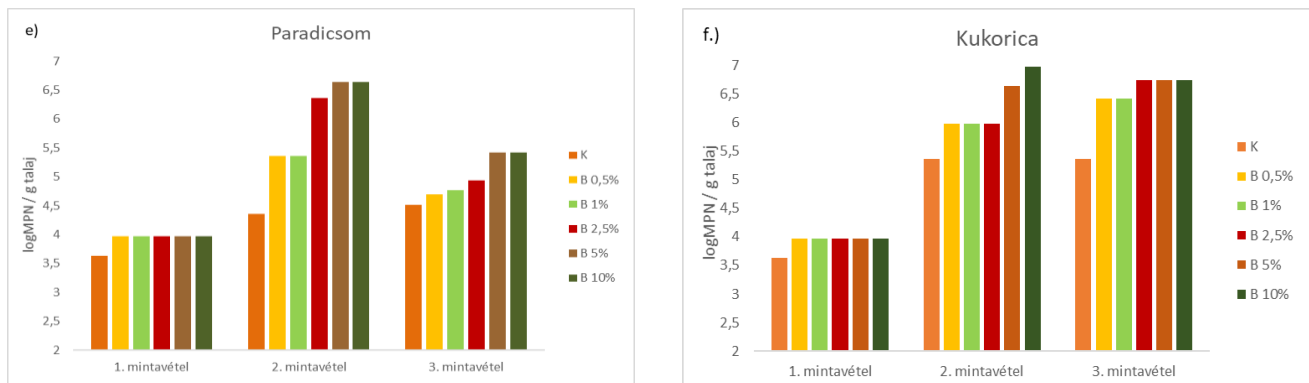 e)
Paradicsom
logMPN / g talaj
7
6,5
6
5,5
5
4,5
4
3,5
3
2,5
2
1. mintavétel
2. mintavétel
3. mintavétel
K
B 0,5%
B 1%
B 2,5%
B 5%
B 10%
f.)
Kukorica
logMPN / g talaj
7
6,5
6
5,5
5
4,5
4
3,5
3
2,5
2
1. mintavétel
2. mintavétel
3. mintavétel
K
B 0,5%
B 1%
B 2,5%
B 5%
B 10%